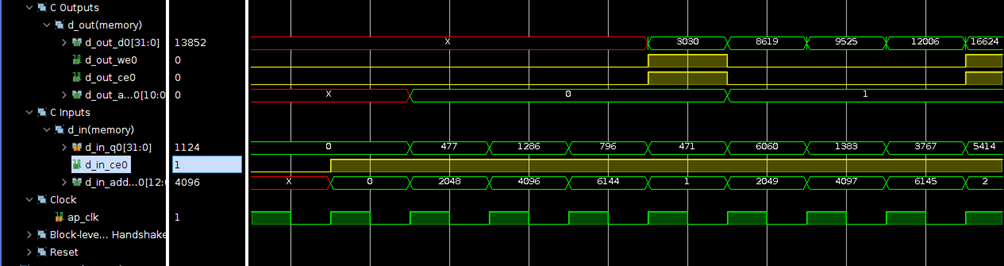 C Outputs
d_out(memory)
d_out_d0[31:0] 13852 X 3030 8619 9525 12006 16624
d_out_we0 0
d_out_ce0 0
d_out_a...0[10:0 0 X 0 1
C Inputs
d_in(memory)
d_in_q0[31:0] 1124 0 477 1286 796 471 6060 1383 3767 5414
d_in_ce0 1
d_in_add...0[12: 4096 X 0 2048 4096 6144 1 2049 4097 6145 2
Clock
ap_clk 1
Block-leve... Handshake
Reset